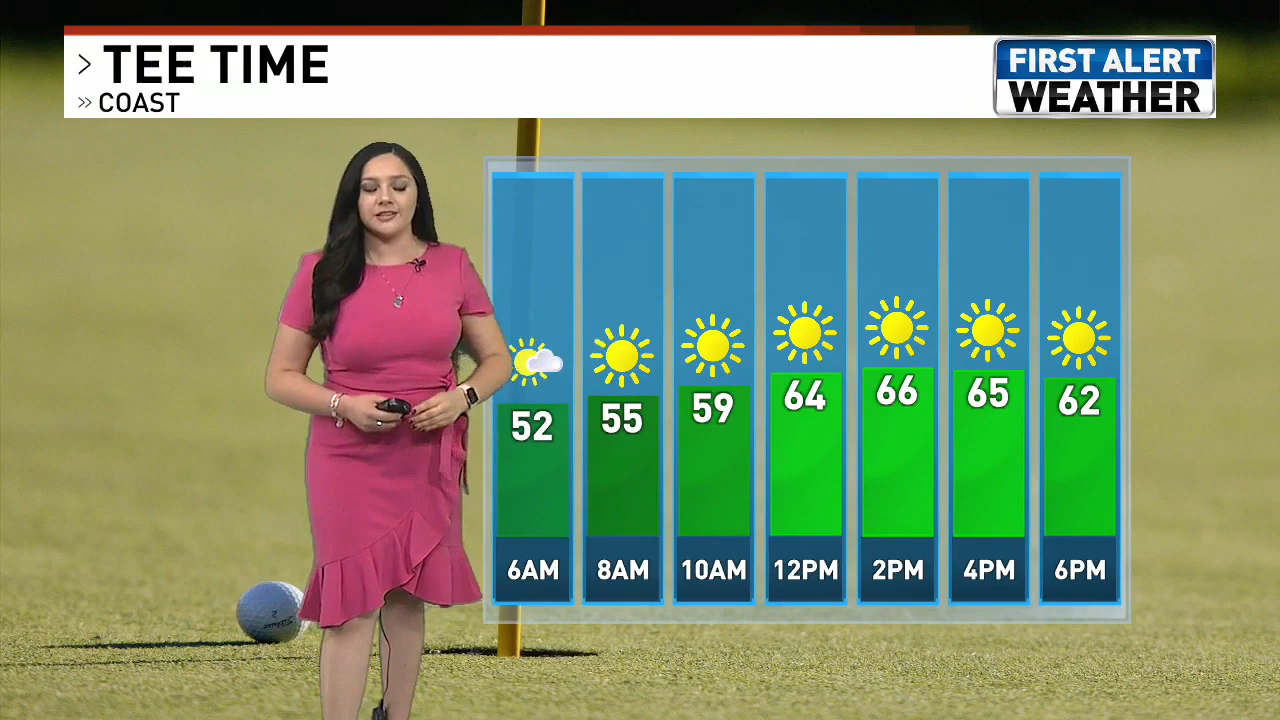 > TEE TIME
» COAST
FIRST ALERT
WEATHER
52 55 59 64 66 65 62
6AM 8AM 10AM 12PM 2PM 4PM 6PM
2